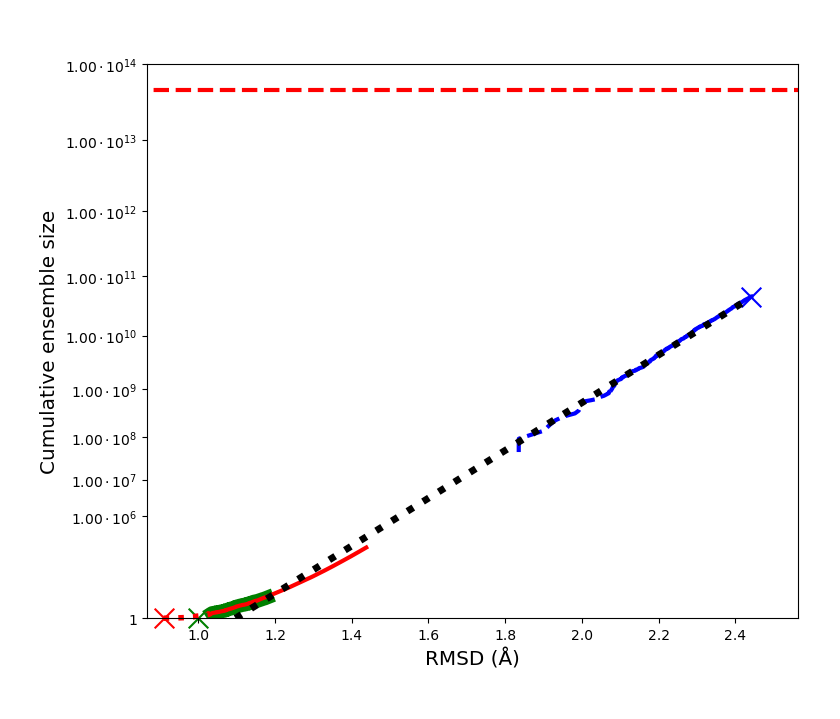 1.00 · 10¹⁴
1.00 · 10¹³
1.00 · 10¹²
1.00 · 10¹¹
1.00 · 10¹⁰
1.00 · 10⁹
1.00 · 10⁸
1.00 · 10⁷
1.00 · 10⁶
1
Cumulative ensemble size
1.0 1.2 1.4 1.6 1.8 2.0 2.2 2.4
RMSD (Å)